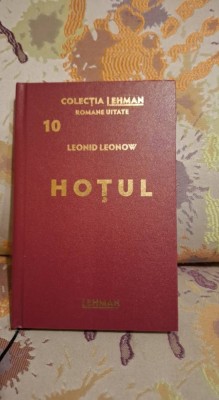 COLECȚIA LEHMAN
ROMANE UITATE
10
LEONID LEONOW
HOȚUL
LEHMAN